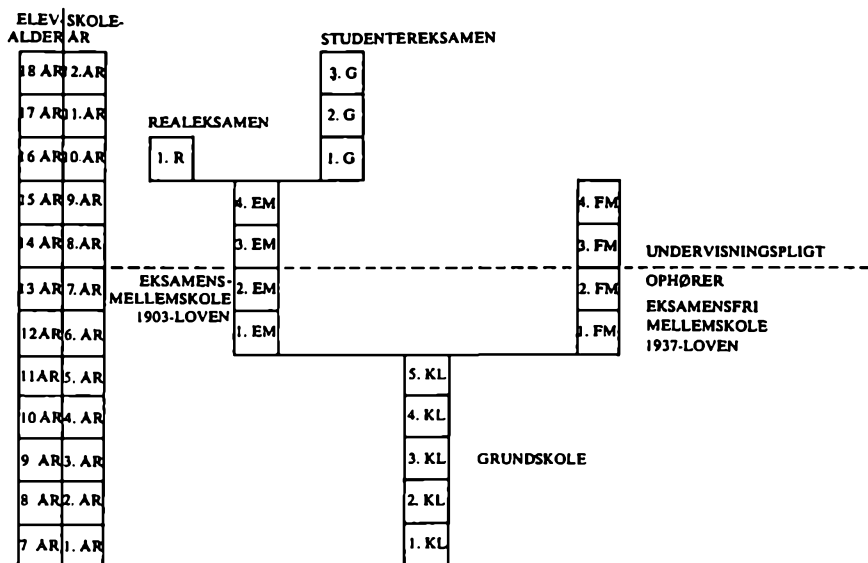 ELEV- SKOLE-
ALDER ÅR
STUDENTEREKSAMEN
18 ÅR 12. ÅR
3. G
17 ÅR 11. ÅR
2. G
REALEKSAMEN
16 ÅR 10. ÅR
1. R
1. G
15 ÅR 9. ÅR
4. EM
4. FM
14 ÅR 8. ÅR
3. EM
3. FM
UNDERVISNINGSPLIGT
OPHØRER
13 ÅR 7. ÅR
EKSAMENS-
MELLEMSKOLE
1903-LOVEN
2. EM
2. FM
EKSAMENSFRI
MELLEMSKOLE
1937-LOVEN
12 ÅR 6. ÅR
1. EM
1. FM
11 ÅR 5. ÅR
5. KL
10 ÅR 4. ÅR
4. KL
9 ÅR 3. ÅR
3. KL
GRUNDSKOLE
8 ÅR 2. ÅR
2. KL
7 ÅR 1. ÅR
1. KL